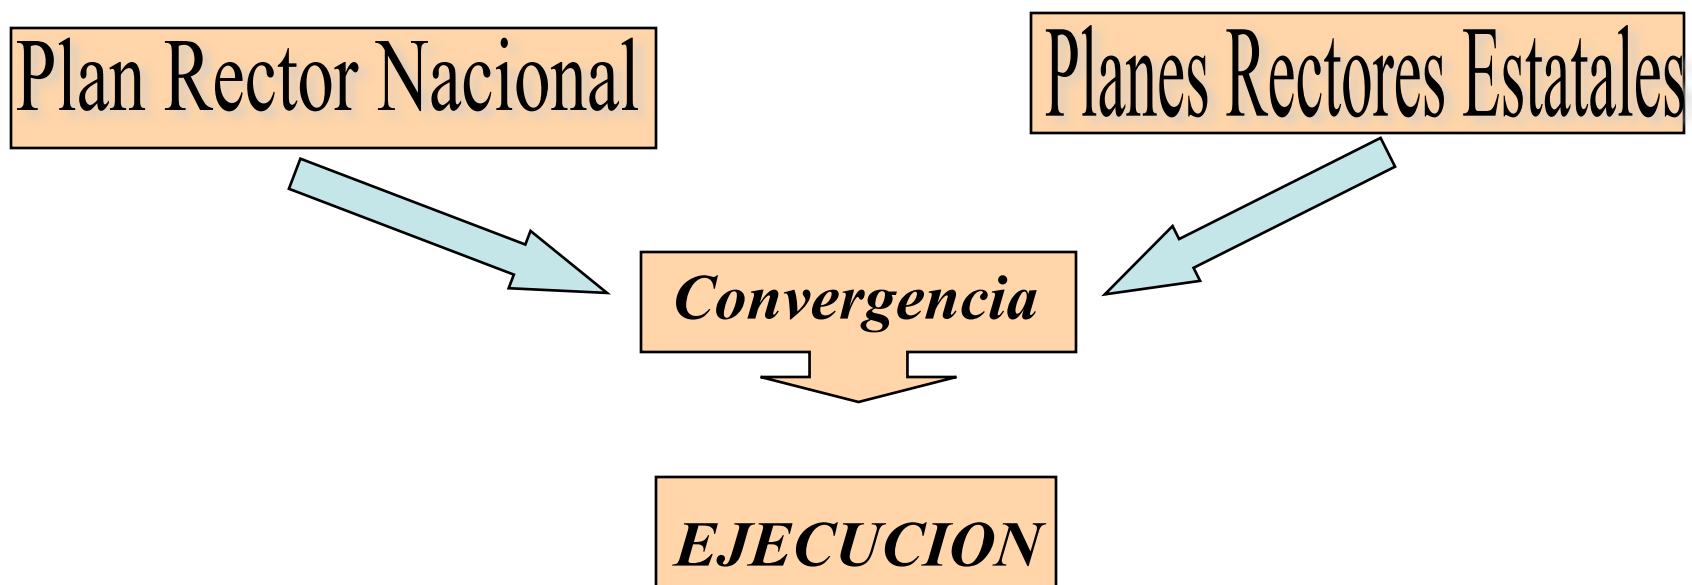 Plan Rector Nacional
Planes Rectores Estatales
Convergencia
EJECUCION